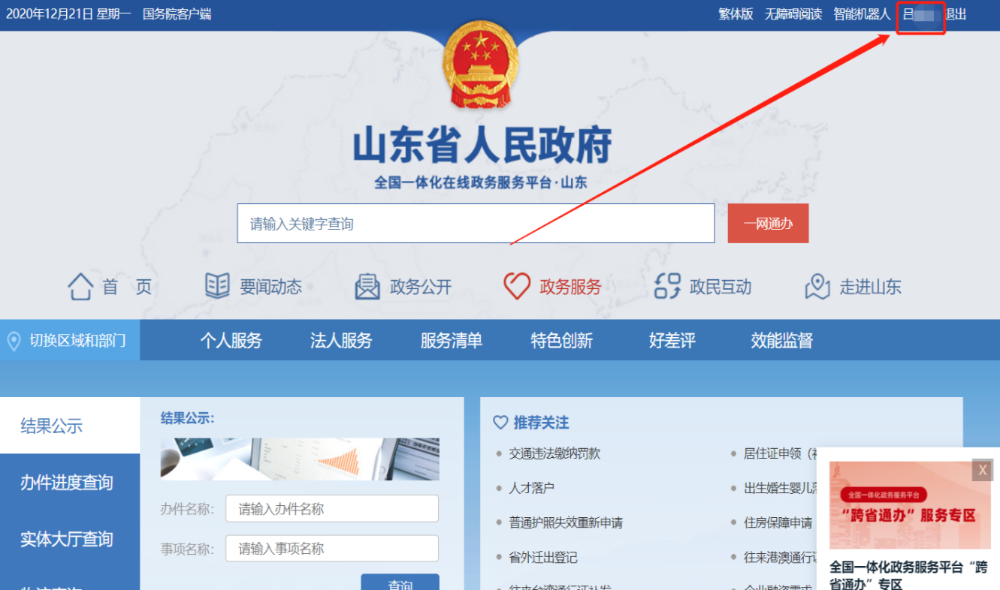 2020年12月21日 星期一 国务院客户端 繁体版 无障碍阅读 智能机器人 吕 退出
山东省人民政府
全国一体化在线政务服务平台·山东
请输入关键字查询 一网通办
首 页 要闻动态 政务公开 政务服务 政民互动 走进山东
切换区域和部门 个人服务 法人服务 服务清单 特色创新 好差评 效能监督
结果公示
办件进度查询
实体大厅查询
结果公示:
办件名称: 请输入办件名称
事项名称: 请输入事项名称
查询
推荐关注
交通违法缴纳罚款
人才落户
普通护照失效重新申请
省外迁出登记
居住证申领
出生婚生婴儿
住房保障申请
往来港澳通行
X
全国一体化政务服务平台
“跨省通办”服务专区
全国一体化政务服务平台“跨
省通办”专区